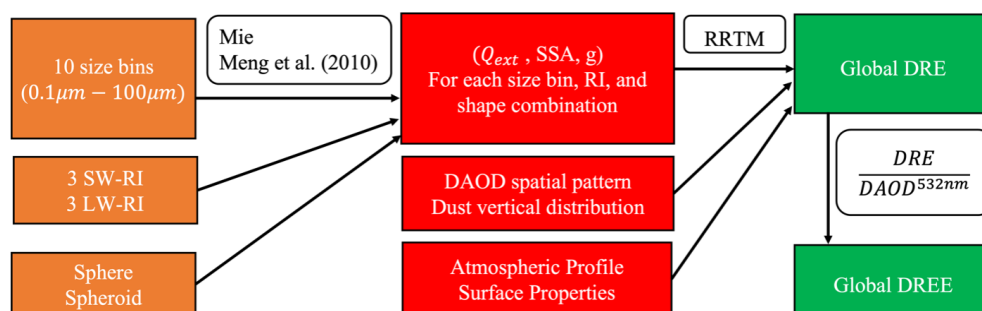 10 size bins
(0.1μm − 100μm)
3 SW-RI
3 LW-RI
Sphere
Spheroid
Mie
Meng et al. (2010)
(Q_ext , SSA, g)
For each size bin, RI, and
shape combination
DAOD spatial pattern
Dust vertical distribution
Atmospheric Profile
Surface Properties
RRTM
Global DRE
DRE
DAOD^532nm
Global DREE